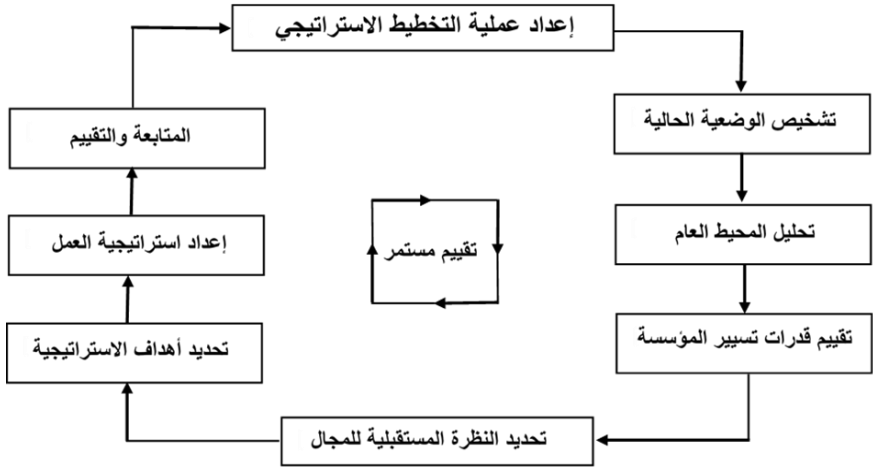 إعداد عملية التخطيط الاستراتيجي
تشخيص الوضعية الحالية
تحليل المحيط العام
تقييم قدرات تسيير المؤسسة
تحديد النظرة المستقبلية للمجال
تحديد أهداف الاستراتيجية
إعداد استراتيجية العمل
المتابعة والتقييم
تقييم مستمر